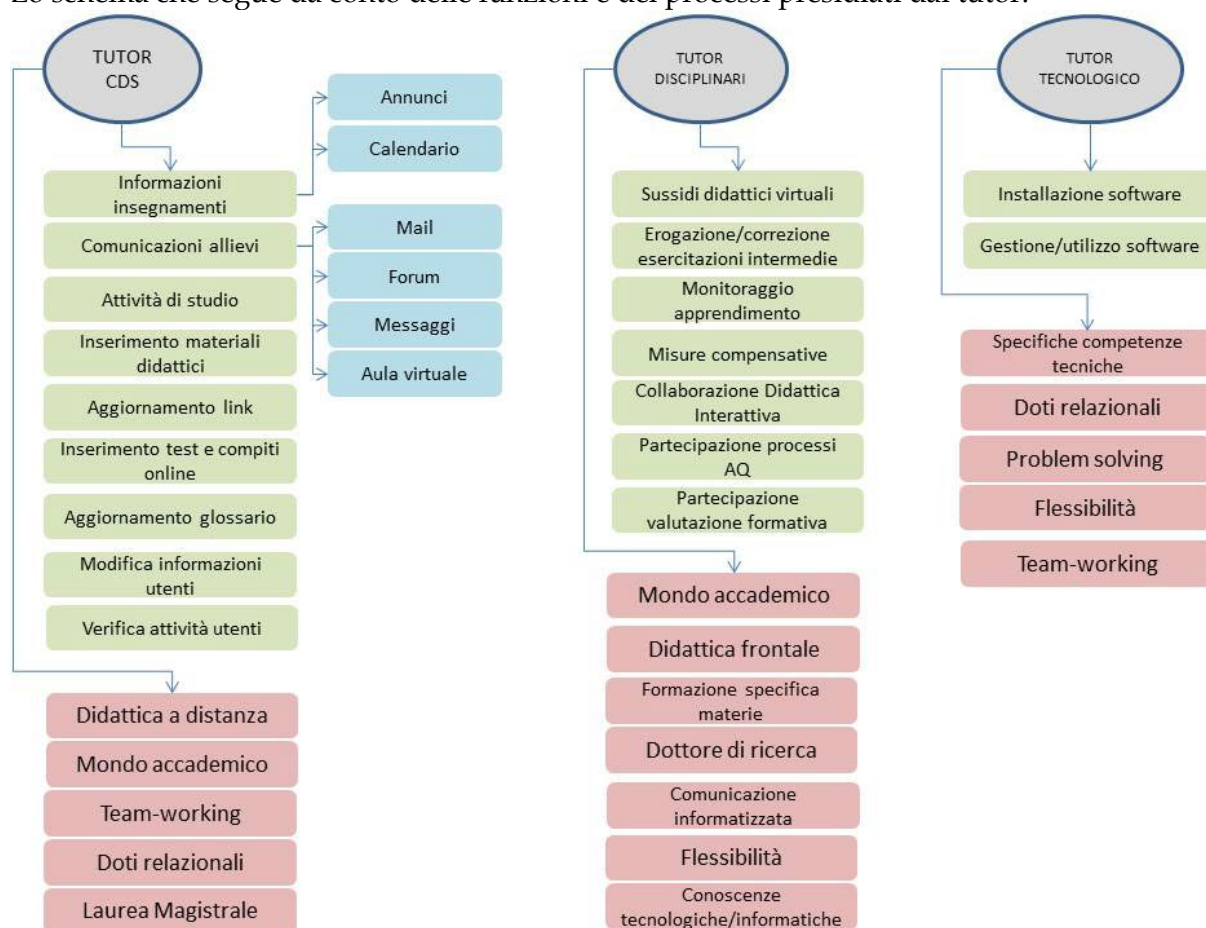 Lo schema che segue dà conto delle funzioni e dei processi presidiati dai tutor.
TUTOR
CDS
Annunci
Calendario
Informazioni
insegnamenti
Comunicazioni allievi
Mail
Forum
Messaggi
Aula virtuale
Attività di studio
Inserimento materiali
didattici
Aggiornamento link
Inserimento test e compiti
online
Aggiornamento glossario
Modifica informazioni
utenti
Verifica attività utenti
Didattica a distanza
Mondo accademico
Team-working
Doti relazionali
Laurea Magistrale
TUTOR
DISCIPLINARI
Sussidi didattici virtuali
Erogazione/correzione
esercitazioni intermedie
Monitoraggio
apprendimento
Misure compensative
Collaborazione Didattica
Interattiva
Partecipazione processi
AQ
Partecipazione
valutazione formativa
Mondo accademico
Didattica frontale
Formazione specifica
materie
Dottore di ricerca
Comunicazione
informatizzata
Flessibilità
Conoscenze
tecnologiche/informatiche
TUTOR
TECNOLOGICO
Installazione software
Gestione/utilizzo software
Specifiche competenze
tecniche
Doti relazionali
Problem solving
Flessibilità
Team-working